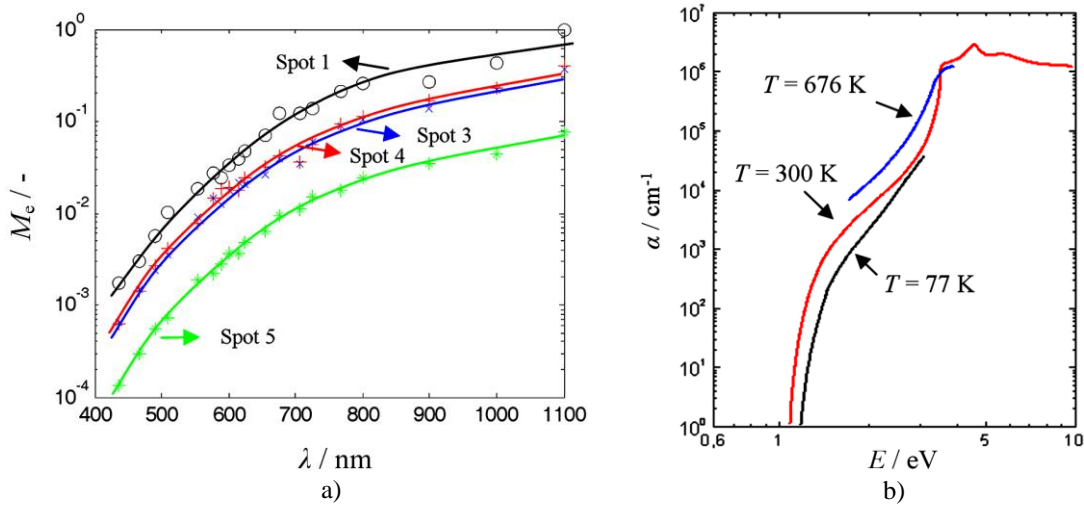 10⁰
10⁻¹
10⁻²
10⁻³
10⁻⁴
Mₑ / -
Spot 1
Spot 3
Spot 4
Spot 5
400 500 600 700 800 900 1000 1100
λ / nm
a)
10⁷
10⁶
10⁵
10⁴
10³
10²
10¹
10⁰
α / cm⁻¹
T = 676 K
T = 300 K
T = 77 K
0,6 1 5 10
E / eV
b)